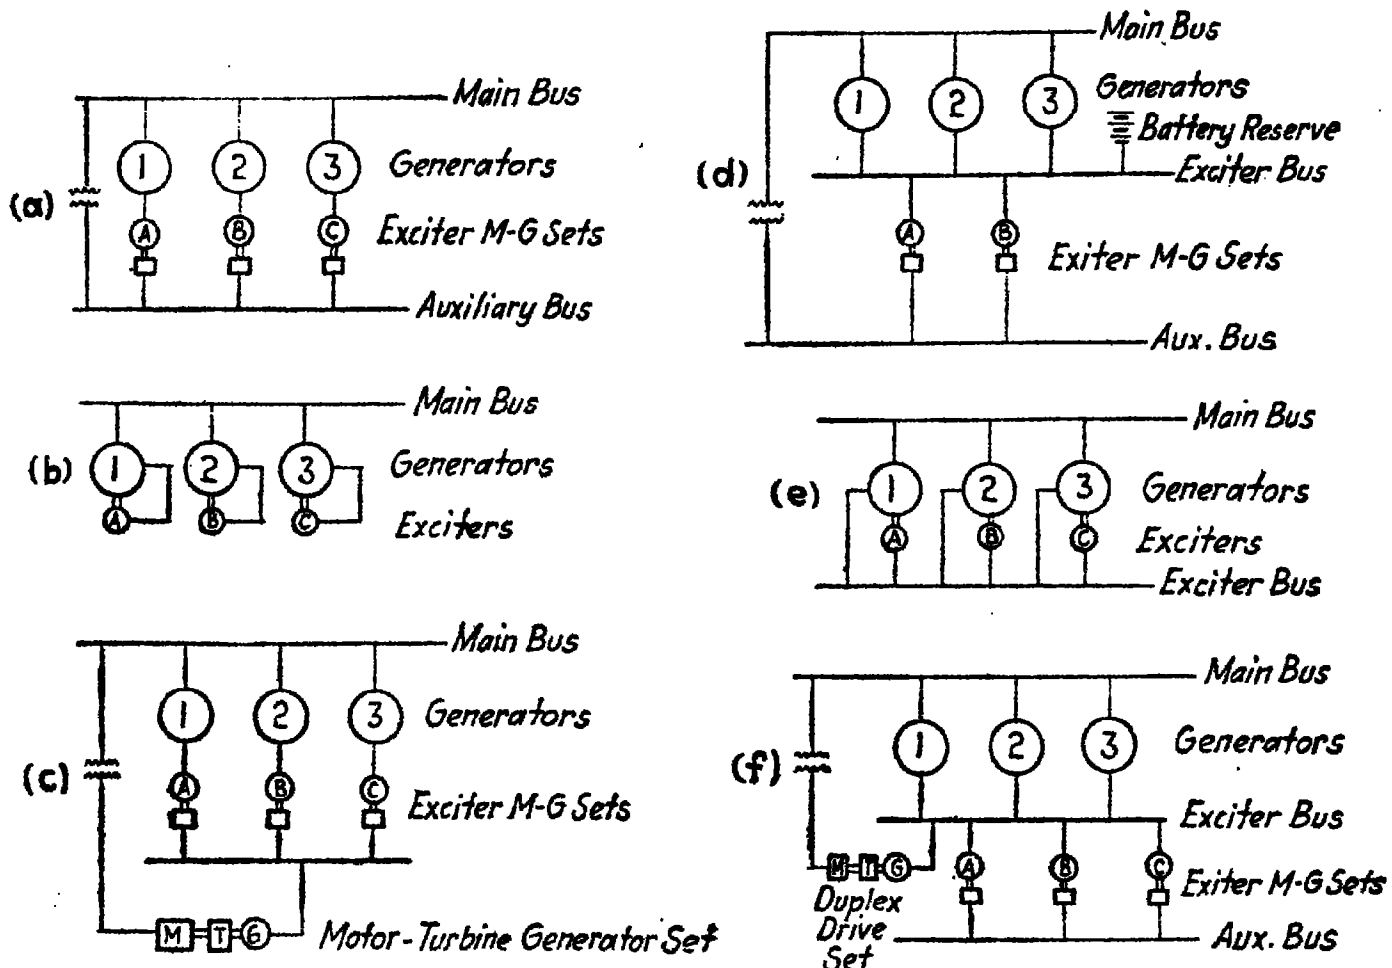 (a)
Main Bus
1 2 3 Generators
A B C Exciter M-G Sets
Auxiliary Bus
(b)
Main Bus
1 2 3 Generators
A B C Exciters
(c)
Main Bus
1 2 3 Generators
A B C Exciter M-G Sets
M T G Motor-Turbine Generator Set
(d)
Main Bus
1 2 3 Generators
Battery Reserve
Exciter Bus
A B Exiter M-G Sets
Aux. Bus
(e)
Main Bus
1 2 3 Generators
A B C Exciters
Exciter Bus
(f)
Main Bus
1 2 3 Generators
Exciter Bus
M T G A B C Exiter M-G Sets
Duplex
Drive
Set
Aux. Bus